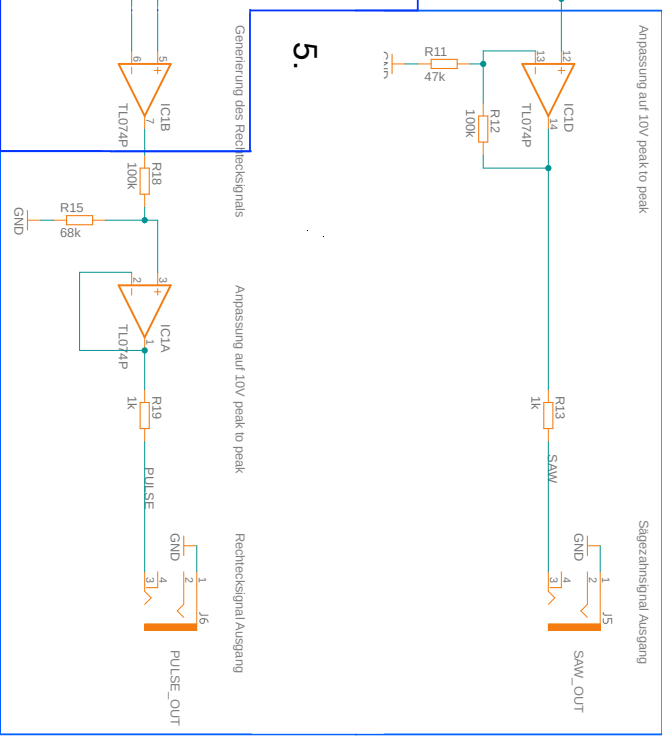 Anpassung auf 10V peak to peak
12
13
14
IC1D
TL074P
R11
47k
R12
100k
R13
1k
SAW
Sägezahnsignal Ausgang
GND
1
2
4
3
J5
SAW_OUT
5.
Generierung des Rechtecksignals
5
6
7
IC1B
TL074P
R18
100k
R15
68k
GND
Anpassung auf 10V peak to peak
3
2
1
IC1A
TL074P
R19
1k
PULSE
Rechtecksignal Ausgang
GND
1
2
4
3
J6
PULSE_OUT